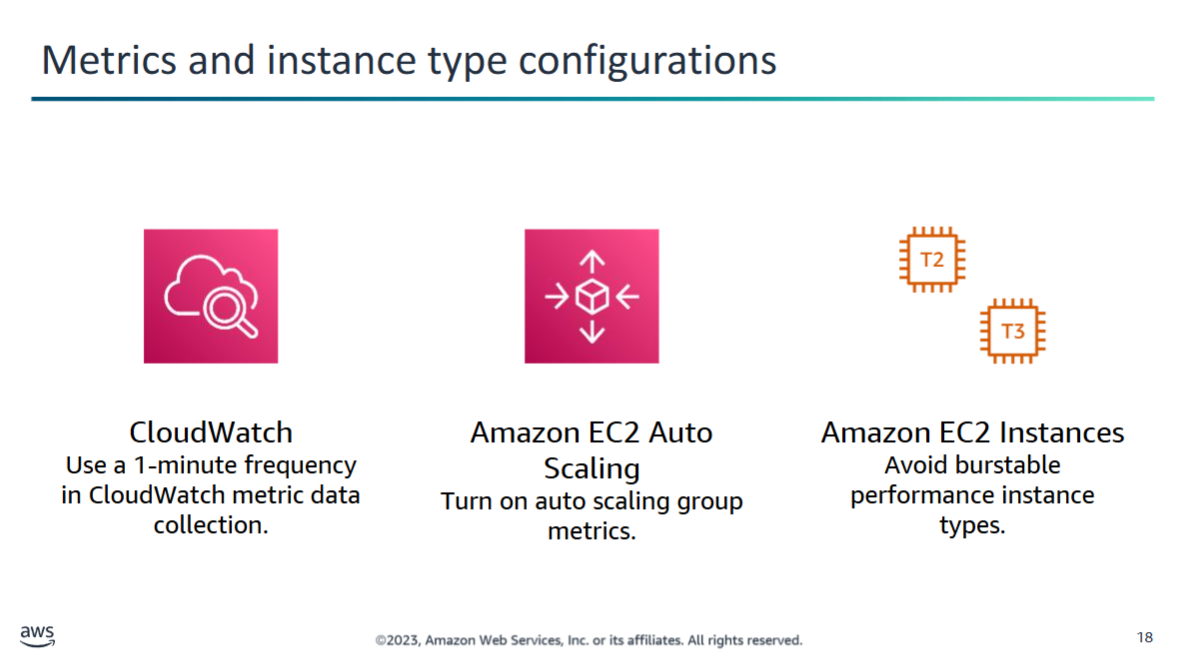 Metrics and instance type configurations
T2
T3
CloudWatch
Use a 1-minute frequency
in CloudWatch metric data
collection.
Amazon EC2 Auto
Scaling
Turn on auto scaling group
metrics.
Amazon EC2 Instances
Avoid burstable
performance instance
types.
aws
©2023, Amazon Web Services, Inc. or its affiliates. All rights reserved.
18